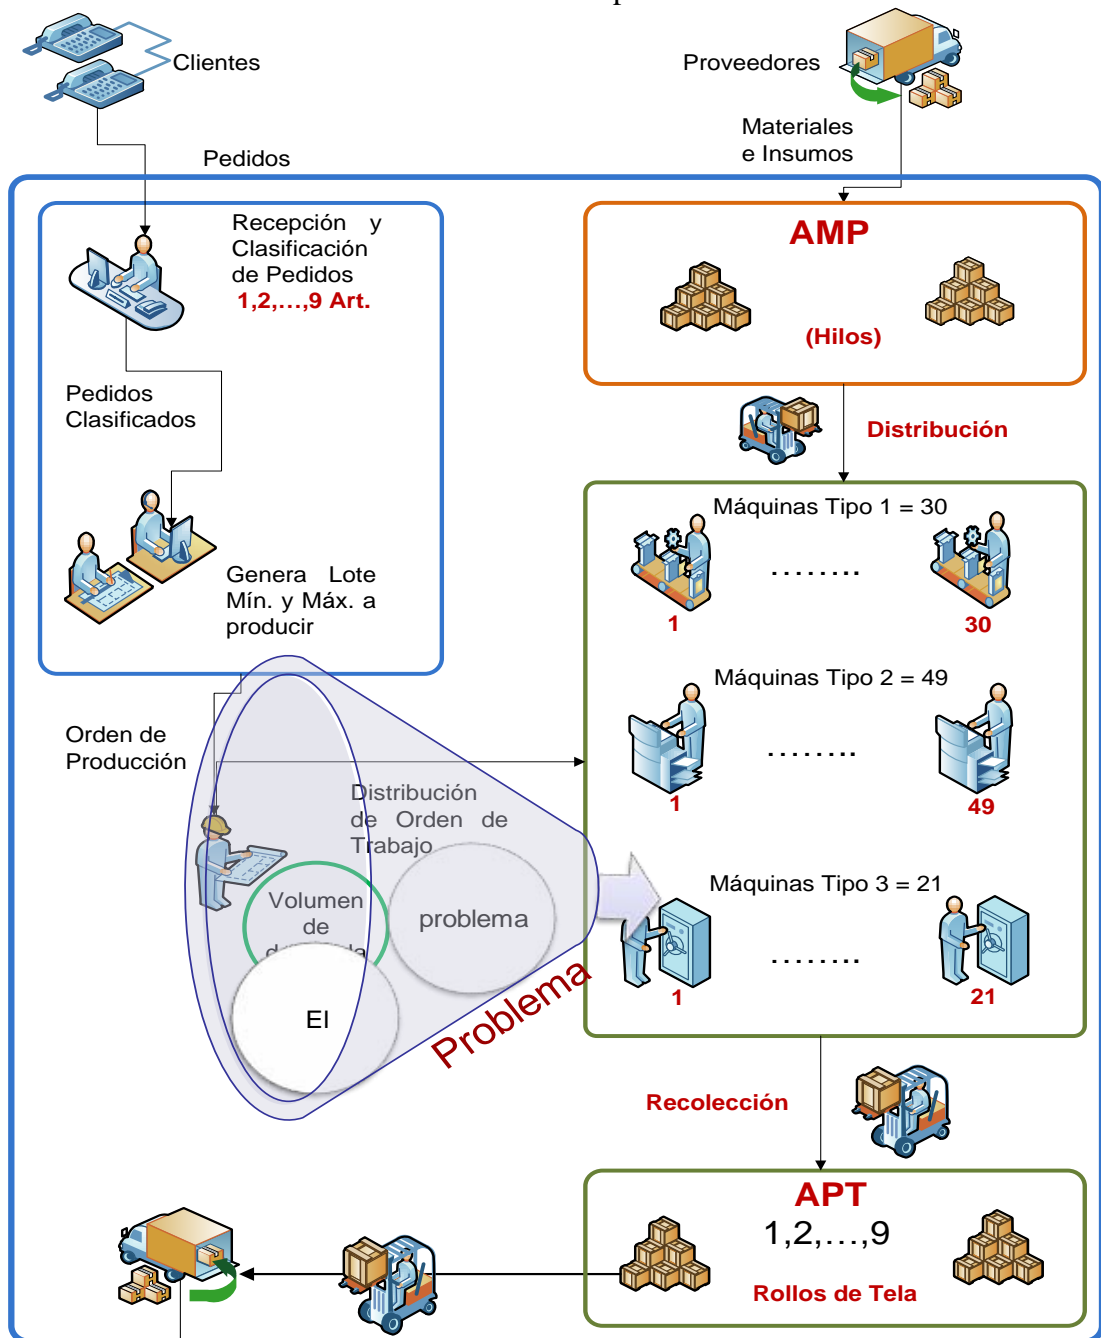 Clientes
Proveedores
Materiales
e Insumos
Pedidos
Recepción y
Clasificación
de Pedidos
1,2,...,9 Art.
AMP
(Hilos)
Pedidos
Clasificados
Distribución
Máquinas Tipo 1 = 30
........
1
30
Genera Lote
Mín. y Máx. a
producir
Máquinas Tipo 2 = 49
........
1
49
Orden de
Producción
Distribución
de Orden de
Trabajo
Volumen
de
problema
El
Problema
Máquinas Tipo 3 = 21
........
1
21
Recolección
APT
1,2,...,9
Rollos de Tela